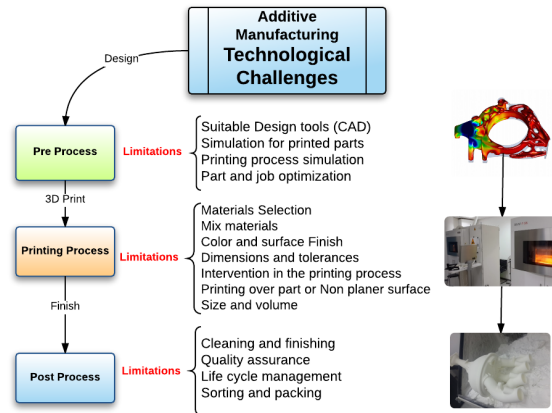 Additive
Manufacturing
Technological
Challenges
Design
Pre Process
Limitations
Suitable Design tools (CAD)
Simulation for printed parts
Printing process simulation
Part and job optimization
3D Print
Printing Process
Limitations
Materials Selection
Mix materials
Color and surface Finish
Dimensions and tolerances
Intervention in the printing process
Printing over part or Non planer surface
Size and volume
Finish
Post Process
Limitations
Cleaning and finishing
Quality assurance
Life cycle management
Sorting and packing